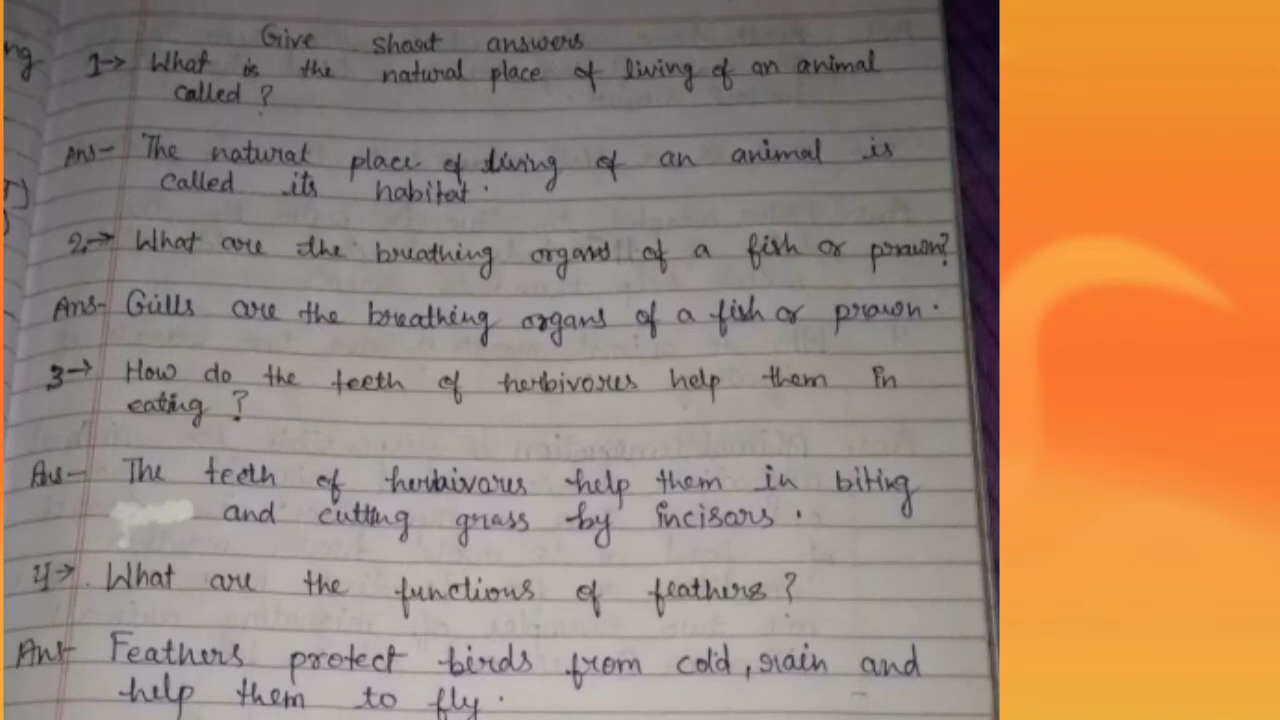 ng
Give short answers
1→ What is the natural place of living of an animal
called ?
Ans- The natural place of living of an animal is
called its habitat.
2.→ What are the breathing organs of a fish or prawn?
Ans- Gills are the breathing organs of a fish or prawn.
3→ How do the teeth of herbivores help them in
eating ?
Ans- The teeth of herbivores help them in biting
and cutting grass by incisors.
4→ What are the functions of feathers?
Ans- Feathers protect birds from cold, rain and
help them to fly.